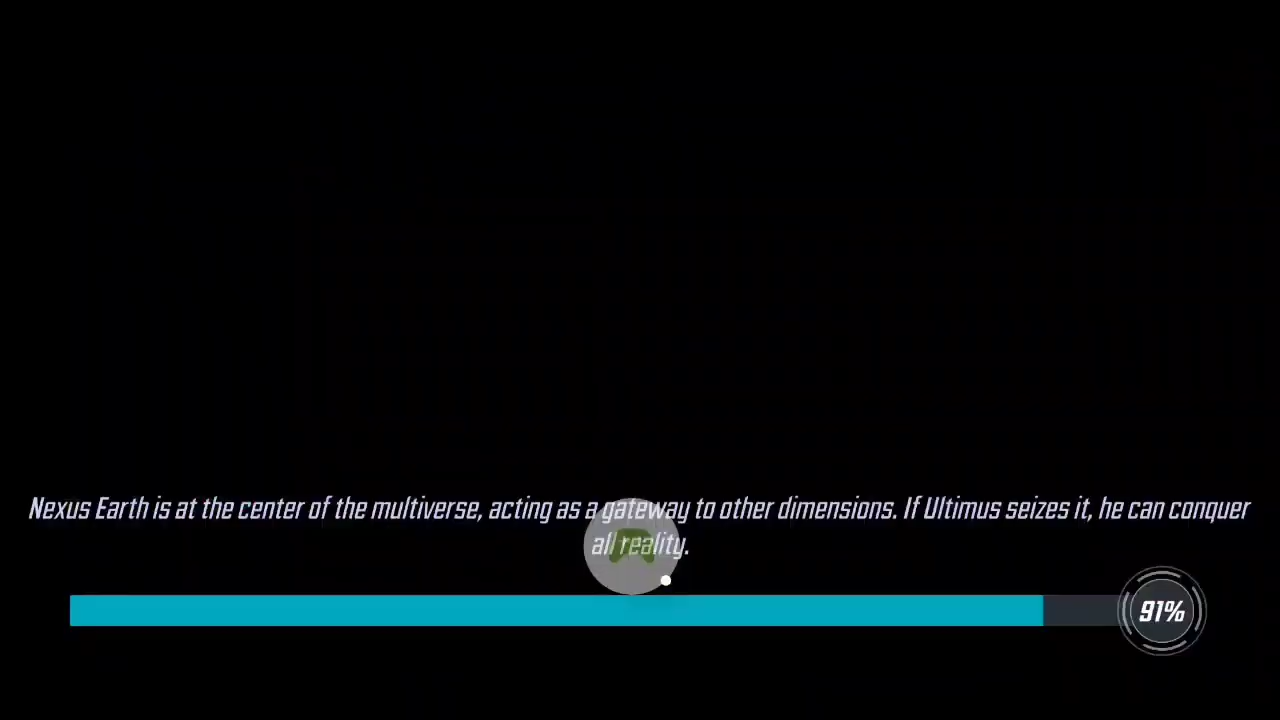 Nexus Earth is at the center of the multiverse, acting as a gateway to other dimensions. If Ultimus seizes it, he can conquer
all reality.
91%